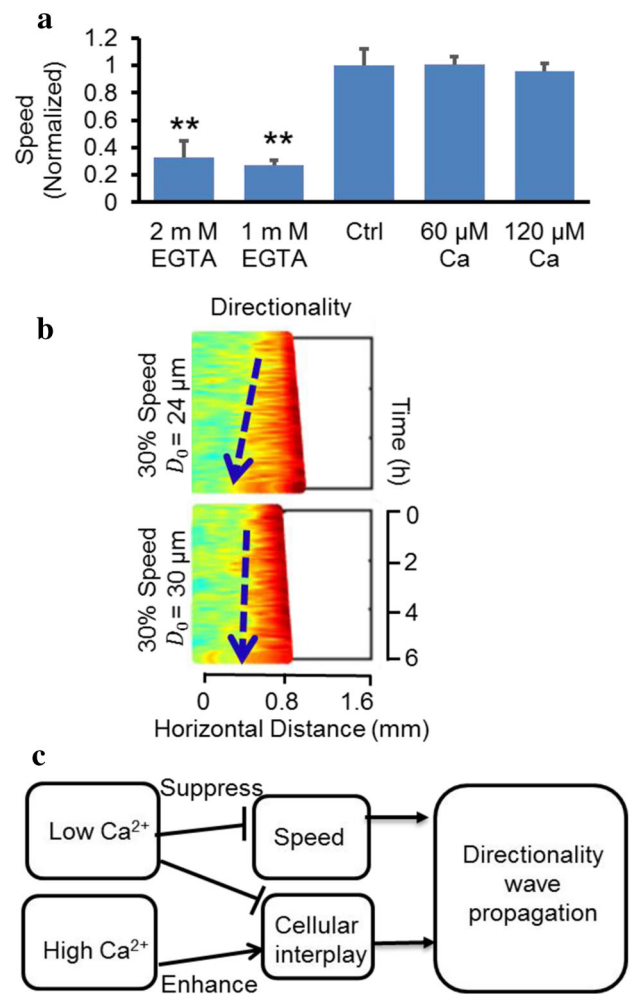 a
Speed
(Normalized)
1.2
1
0.8
0.6
0.4
0.2
0
**
**
2 m M
EGTA
1 m M
EGTA
Ctrl
60 µM
Ca
120 µM
Ca
b
Directionality
30% Speed
D₀ = 24 µm
30% Speed
D₀ = 30 µm
Time (h)
0
2
4
6
0
0.8
1.6
Horizontal Distance (mm)
c
Suppress
Low Ca²⁺
Speed
High Ca²⁺
Enhance
Cellular
interplay
Directionality
wave
propagation